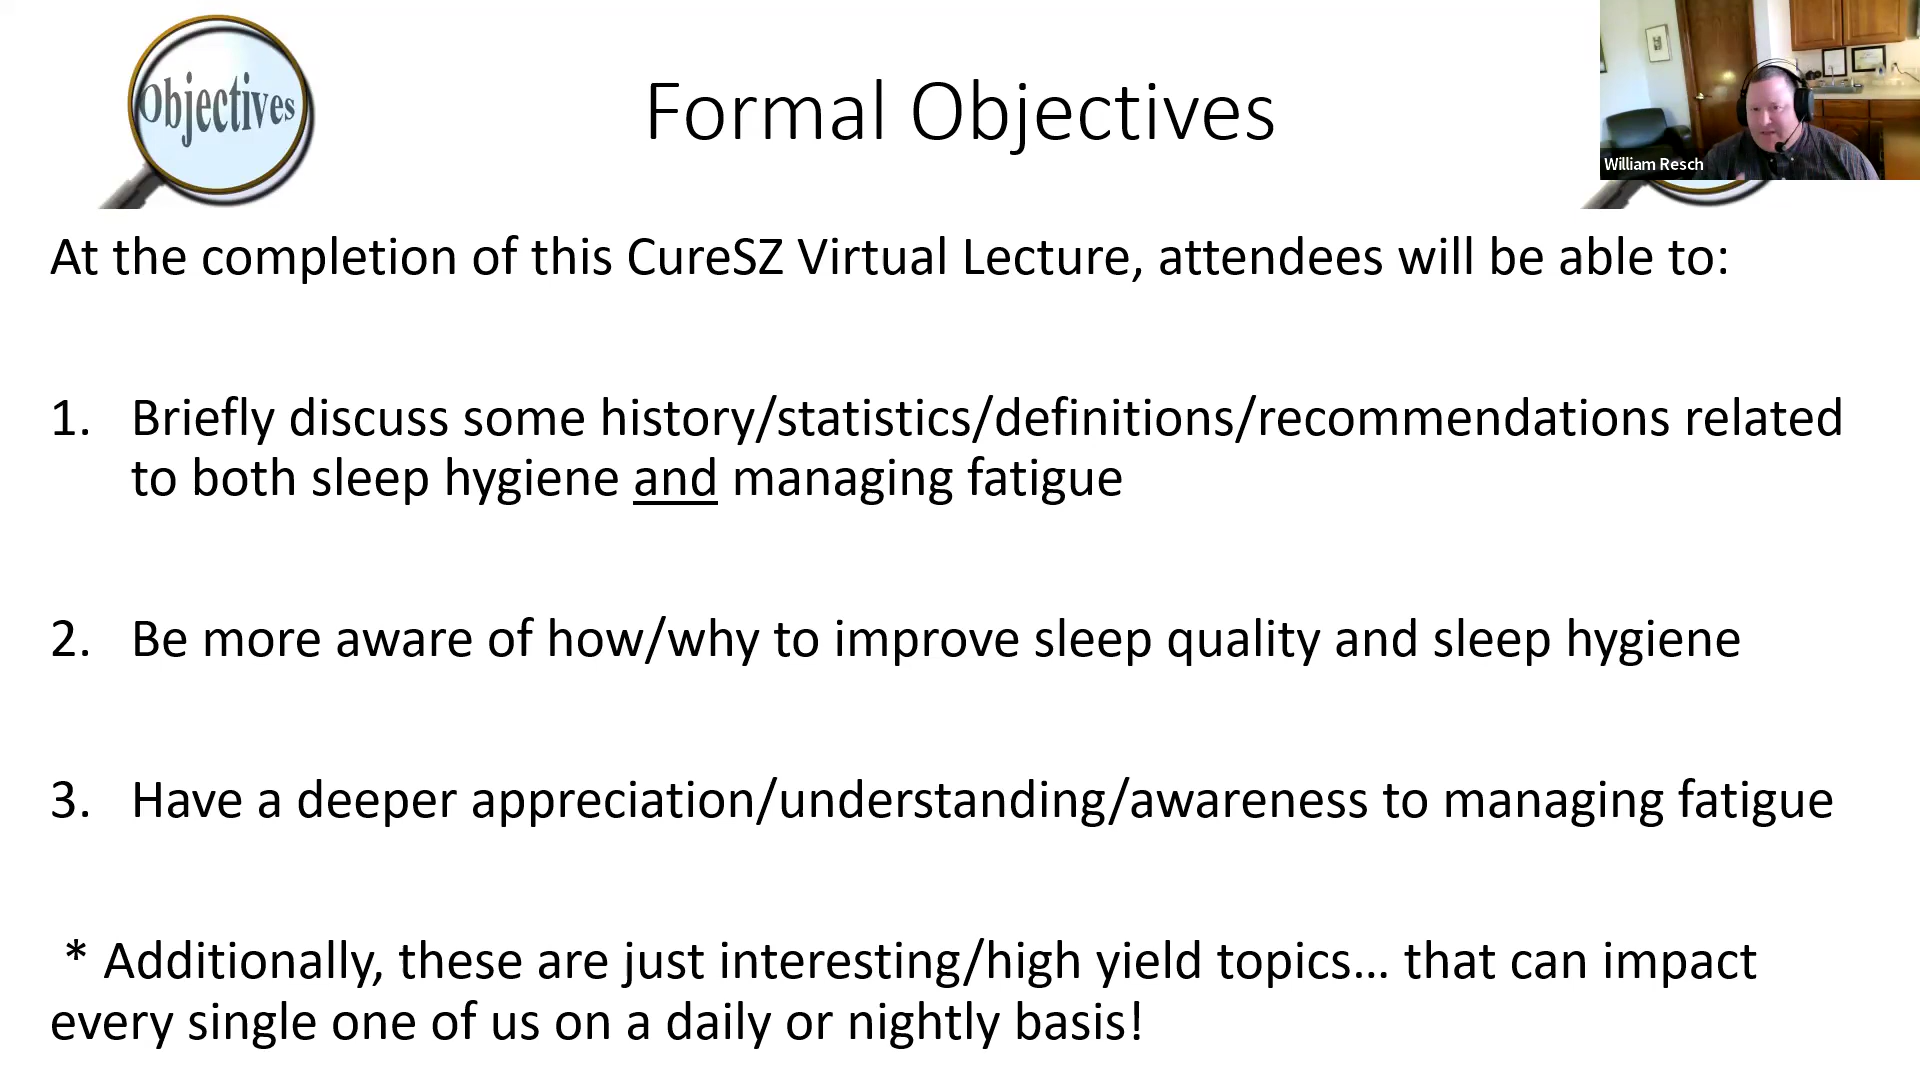 Objectives
Formal Objectives
William Resch
At the completion of this CureSZ Virtual Lecture, attendees will be able to:
1. Briefly discuss some history/statistics/definitions/recommendations related
to both sleep hygiene and managing fatigue
2. Be more aware of how/why to improve sleep quality and sleep hygiene
3. Have a deeper appreciation/understanding/awareness to managing fatigue
* Additionally, these are just interesting/high yield topics... that can impact
every single one of us on a daily or nightly basis!